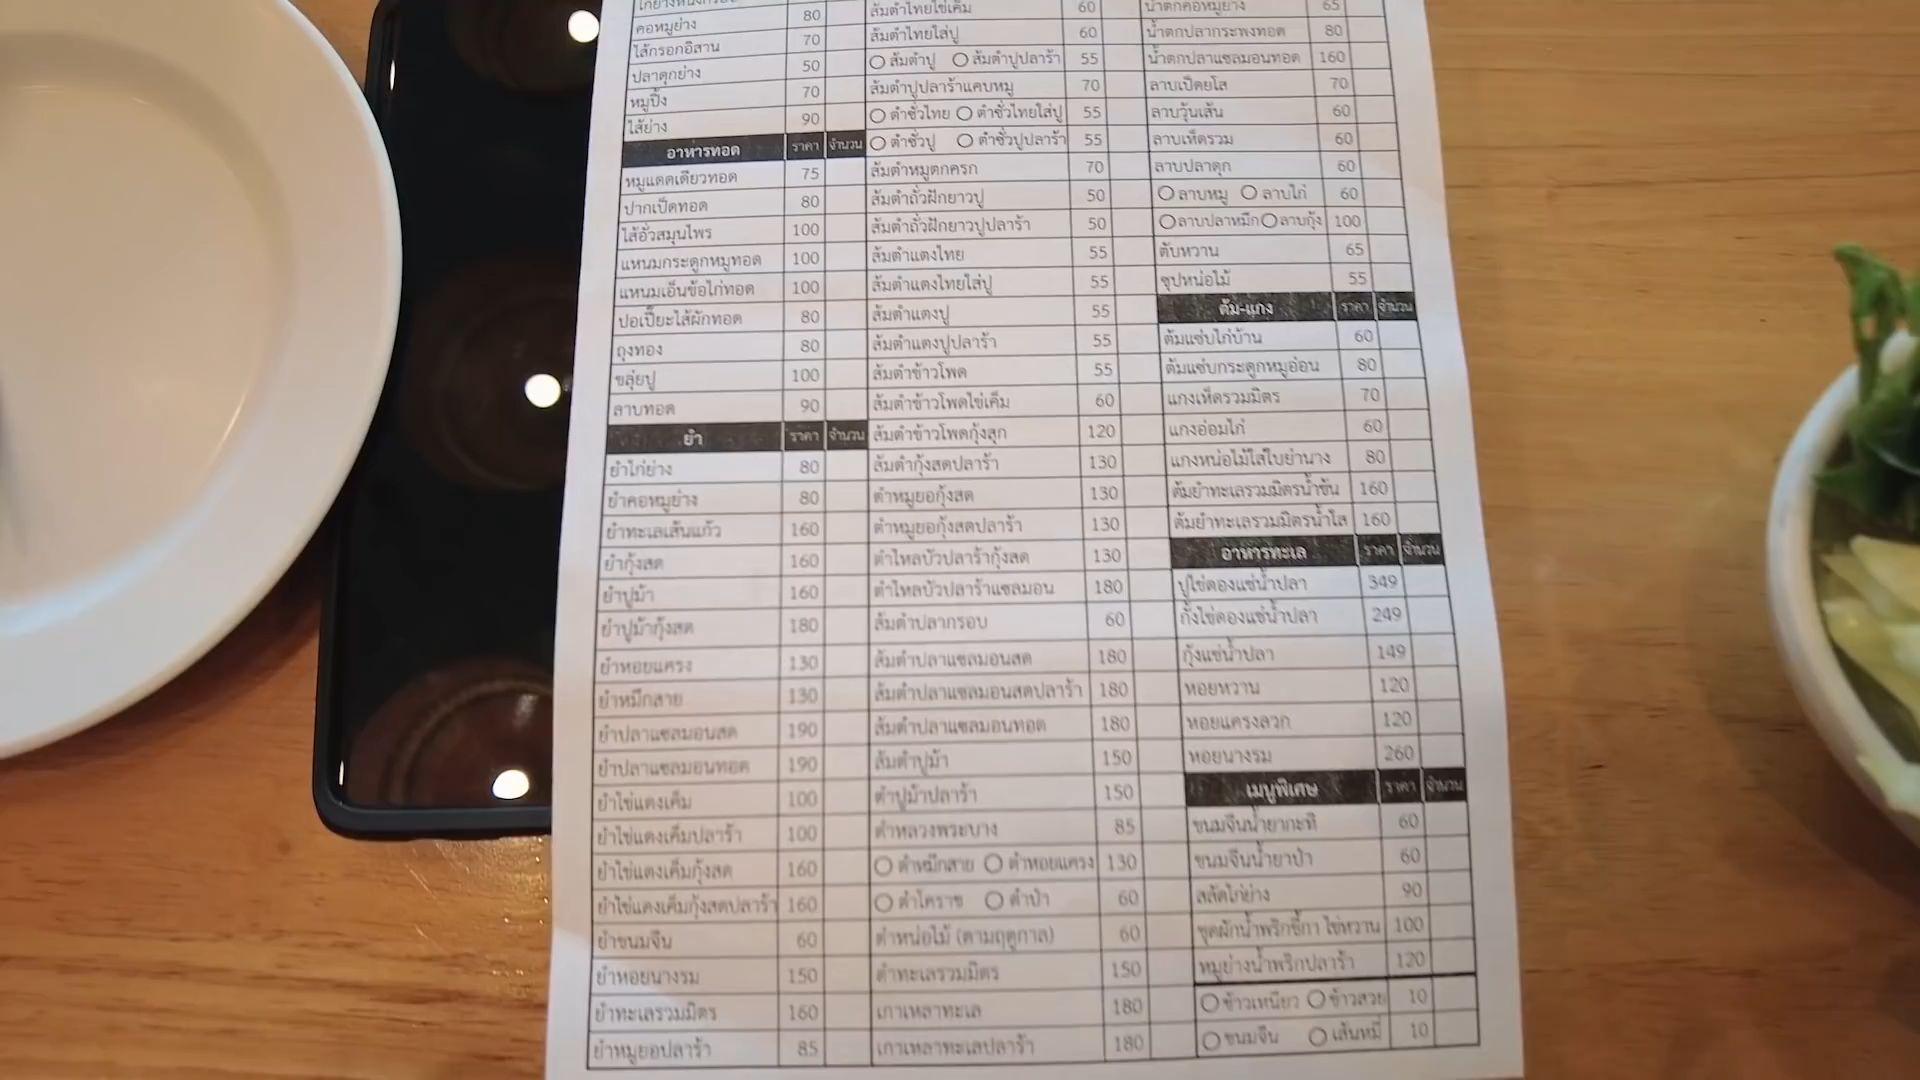 คอหมูย่าง 80
ไส้กรอกอีสาน 70
ปลาดุกย่าง 50
หมูปิ้ง 70
ไส้ย่าง 90
อาหารทอด ราคา จำนวน
หมูแดดเดียวทอด 75
ปากเป็ดทอด 80
ไส้อั่วสมุนไพร 100
แหนมกระดูกหมูทอด 100
แหนมเอ็นข้อไก่ทอด 100
ปอเปี๊ยะไส้ผักทอด 80
ถุงทอง 80
ขลุ่ยปู 100
ลาบทอด 90
ยำ ราคา จำนวน
ยำไก่ย่าง 80
ยำคอหมูย่าง 80
ยำทะเลเส้นแก้ว 160
ยำกุ้งสด 160
ยำปูม้า 160
ยำปูม้ากุ้งสด 180
ยำหอยแครง 130
ยำหมึกสาย 130
ยำปลาแซลมอนสด 190
ยำปลาแซลมอนทอด 190
ยำไข่แดงเค็ม 100
ยำไข่แดงเค็มปลาร้า 100
ยำไข่แดงเค็มกุ้งสด 160
ยำไข่แดงเค็มกุ้งสดปลาร้า 160
ยำขนมจีน 60
ยำหอยนางรม 150
ยำทะเลรวมมิตร 160
ยำหมูยอปลาร้า 85
ส้มตำไทยไข่เค็ม 60
ส้มตำไทยใส่ปู 60
ส้มตำปู ส้มตำปูปลาร้า 55
ส้มตำปูปลาร้าแคบหมู 70
ตำซั่วไทย ตำซั่วไทยใส่ปู 55
ตำซั่วปู ตำซั่วปูปลาร้า 55
ส้มตำหมูตกครก 70
ส้มตำถั่วฝักยาวปู 50
ส้มตำถั่วฝักยาวปูปลาร้า 50
ส้มตำแตงไทย 55
ส้มตำแตงไทยใส่ปู 55
ส้มตำแตงปู 55
ส้มตำแตงปูปลาร้า 55
ส้มตำข้าวโพด 55
ส้มตำข้าวโพดไข่เค็ม 60
ส้มตำข้าวโพดกุ้งสุก 120
ส้มตำกุ้งสดปลาร้า 130
ตำหมูยอกุ้งสด 130
ตำหมูยอกุ้งสดปลาร้า 130
ตำไหลบัวปลาร้ากุ้งสด 130
ตำไหลบัวปลาร้าแซลมอน 180
ส้มตำปลากรอบ 60
ส้มตำปลาแซลมอนสด 180
ส้มตำปลาแซลมอนสดปลาร้า 180
ส้มตำปลาแซลมอนทอด 180
ส้มตำปูม้า 150
ตำปูม้าปลาร้า 150
ตำหลวงพระบาง 85
ตำหมึกสาย ตำหอยแครง 130
ตำโคราช ตำป่า 60
ตำหน่อไม้ (ตามฤดูกาล) 60
ตำทะเลรวมมิตร 150
เกาเหลาทะเล 180
เกาเหลาทะเลปลาร้า 180
น้ำตกคอหมูย่าง 65
น้ำตกปลากระพงทอด 80
น้ำตกปลาแซลมอนทอด 160
ลาบเป็ดยโส 70
ลาบวุ้นเส้น 60
ลาบเห็ดรวม 60
ลาบปลาดุก 60
ลาบหมู ลาบไก่ 60
ลาบปลาหมึก ลาบกุ้ง 100
ตับหวาน 65
ซุปหน่อไม้ 55
ต้ม-แกง ราคา จำนวน
ต้มแซ่บไก่บ้าน 60
ต้มแซ่บกระดูกหมูอ่อน 80
แกงเห็ดรวมมิตร 70
แกงอ่อมไก่ 60
แกงหน่อไม้ใส่ใบย่านาง 80
ต้มยำทะเลรวมมิตรน้ำข้น 160
ต้มยำทะเลรวมมิตรน้ำใส 160
อาหารทะเล ราคา จำนวน
ปูไข่ดองแช่น้ำปลา 349
กั้งไข่ดองแช่น้ำปลา 249
กุ้งแช่น้ำปลา 149
หอยหวาน 120
หอยแครงลวก 120
หอยนางรม 260
เมนูพิเศษ ราคา จำนวน
ขนมจีนน้ำยากะทิ 60
ขนมจีนน้ำยาป่า 60
สลัดไก่ย่าง 90
ชุดผักน้ำพริกขี้กา ไข่หวาน 100
หมูย่างน้ำพริกปลาร้า 120
ข้าวเหนียว ข้าวสวย 10
ขนมจีน เส้นหมี่ 10